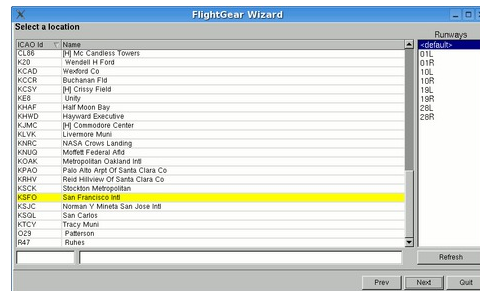 FlightGear Wizard
Select a location
Runways
ICAO Id Name
CL86 [H] Mc Candless Towers
K20 Wendell H Ford
KCAD Wexford Co
KCCR Buchanan Fld
KCSY [H] Crissy Field
KE8 Unity
KHAF Half Moon Bay
KHWD Hayward Executive
KJMC [H] Commodore Center
KLVK Livermore Muni
KNRC NASA Crows Landing
KNUQ Moffett Federal Afld
KOAK Metropolitan Oakland Intl
KPAO Palo Alto Arpt Of Santa Clara Co
KRHV Reid Hillview Of Santa Clara Co
KSCK Stockton Metropolitan
KSFO San Francisco Intl
KSJC Norman Y Mineta San Jose Intl
KSQL San Carlos
KTCY Tracy Muni
O29 Patterson
R47 Ruhes
<default>
01L
01R
10L
10R
19L
19R
28L
28R
Refresh
Prev Next Quit